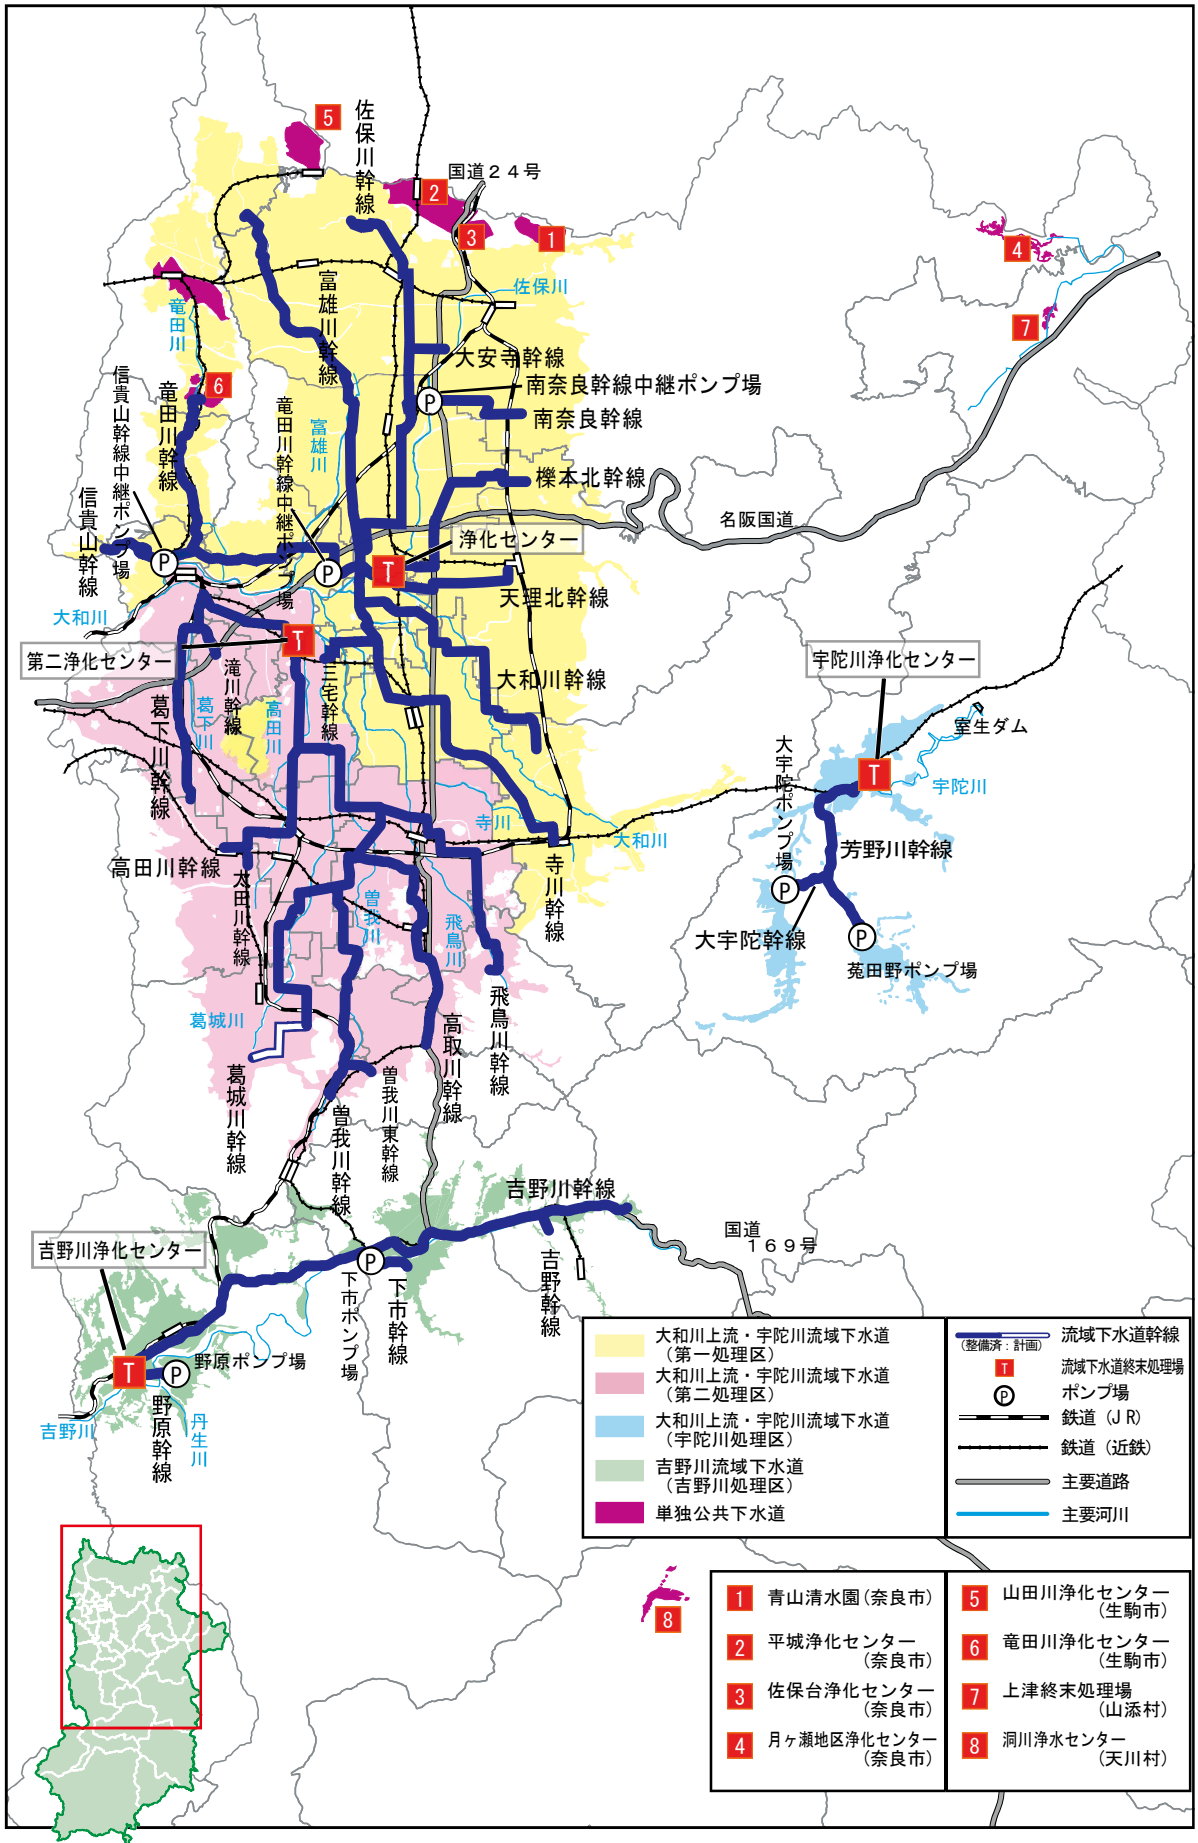 5
佐保川幹線
国道２４号
2
3
1
4
7
佐保川
竜田川
富雄川幹線
大安寺幹線
6
南奈良幹線中継ポンプ場
P
南奈良幹線
信貴山幹線中継ポンプ場
竜田川幹線
竜田川幹線中継ポンプ場
富雄川
櫟本北幹線
信貴山幹線
名阪国道
浄化センター
P
P
T
天理北幹線
大和川
T
第二浄化センター
宇陀川浄化センター
滝川幹線
三宅幹線
大和川幹線
葛下川幹線
葛下川
高田川
室生ダム
大宇陀ポンプ場
T
宇陀川
寺川
大和川
芳野川幹線
高田川幹線
太田川幹線
寺川幹線
P
曽我川
飛鳥川
大宇陀幹線
P
菟田野ポンプ場
葛城川
飛鳥川幹線
高取川幹線
葛城川幹線
曽我川東幹線
曽我川幹線
吉野川幹線
国道
１６９号
吉野川浄化センター
P
下市ポンプ場
下市幹線
吉野幹線
T
P
野原ポンプ場
野原幹線
吉野川
丹生川
大和川上流・宇陀川流域下水道
（第一処理区）
大和川上流・宇陀川流域下水道
（第二処理区）
大和川上流・宇陀川流域下水道
（宇陀川処理区）
吉野川流域下水道
（吉野川処理区）
単独公共下水道
流域下水道幹線
（整備済：計画）
T
流域下水道終末処理場
P
ポンプ場
鉄道（ＪＲ）
鉄道（近鉄）
主要道路
主要河川
8
1 青山清水園（奈良市）
2 平城浄化センター
（奈良市）
3 佐保台浄化センター
（奈良市）
4 月ヶ瀬地区浄化センター
（奈良市）
5 山田川浄化センター
（生駒市）
6 竜田川浄化センター
（生駒市）
7 上津終末処理場
（山添村）
8 洞川浄水センター
（天川村）